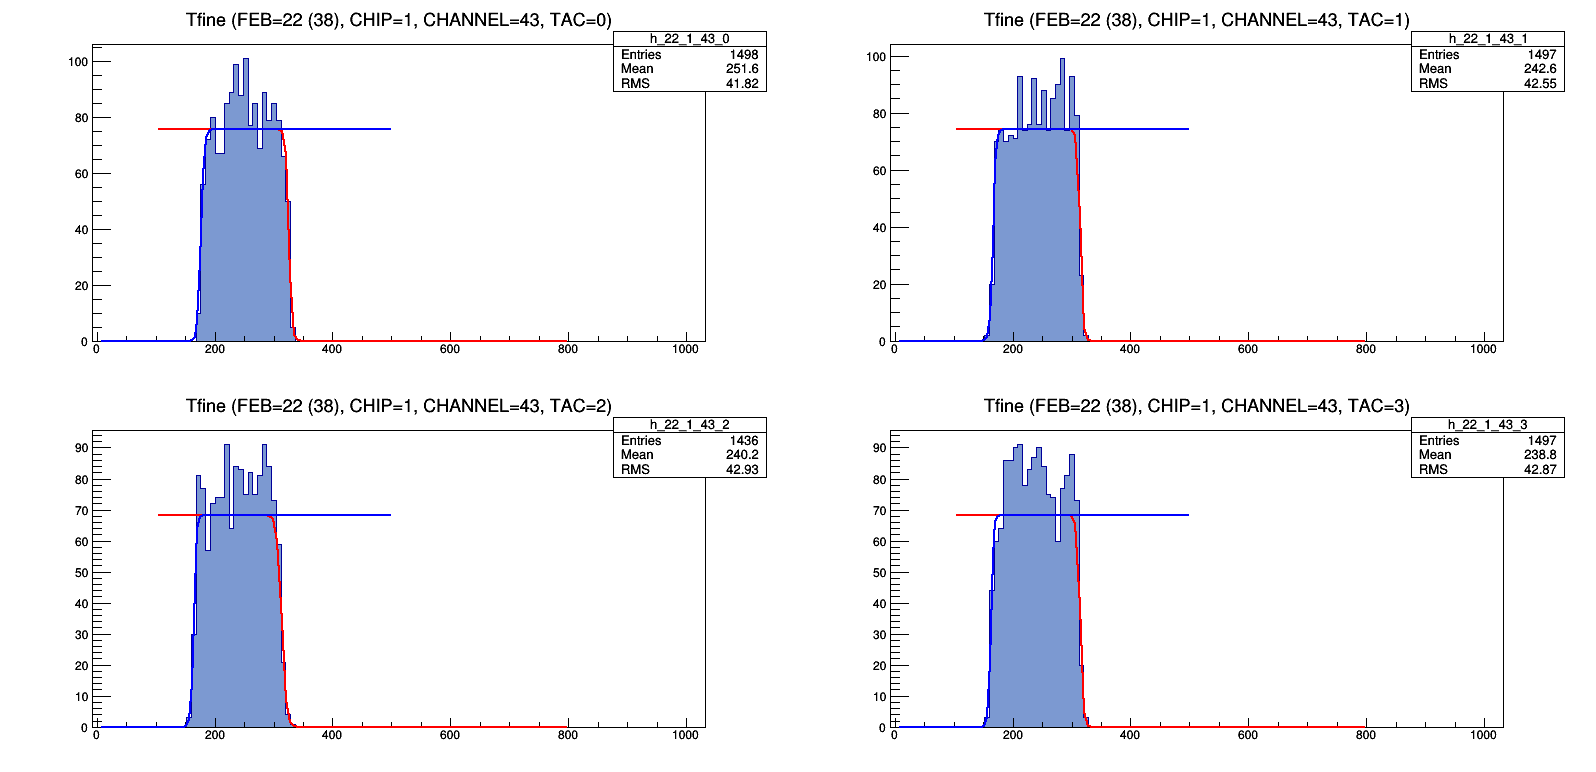 Tfine (FEB=22 (38), CHIP=1, CHANNEL=43, TAC=0)
h_22_1_43_0
Entries 1498
Mean 251.6
RMS 41.82
100
80
60
40
20
0
0 200 400 600 800 1000
Tfine (FEB=22 (38), CHIP=1, CHANNEL=43, TAC=1)
h_22_1_43_1
Entries 1497
Mean 242.6
RMS 42.55
100
80
60
40
20
0
0 200 400 600 800 1000
Tfine (FEB=22 (38), CHIP=1, CHANNEL=43, TAC=2)
h_22_1_43_2
Entries 1436
Mean 240.2
RMS 42.93
90
80
70
60
50
40
30
20
10
0
0 200 400 600 800 1000
Tfine (FEB=22 (38), CHIP=1, CHANNEL=43, TAC=3)
h_22_1_43_3
Entries 1497
Mean 238.8
RMS 42.87
90
80
70
60
50
40
30
20
10
0
0 200 400 600 800 1000